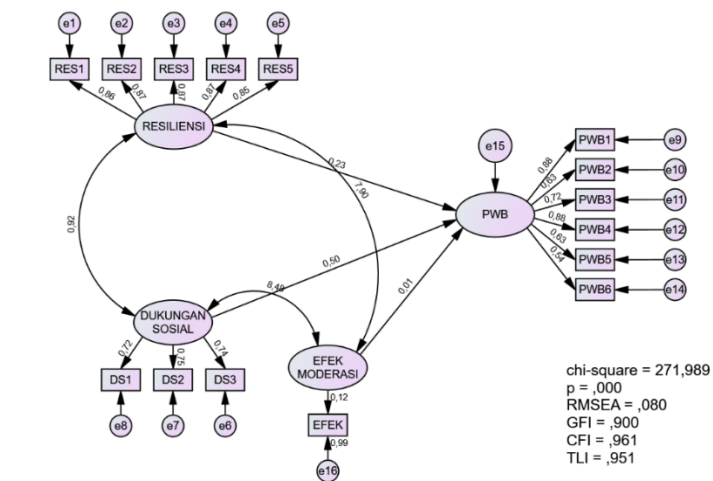 e1 e2 e3 e4 e5
RES1 RES2 RES3 RES4 RES5
0,86 0,87 0,87 0,87 0,85
RESILIENSI
e15
PWB1 e9
PWB2 e10
PWB3 e11
PWB4 e12
PWB5 e13
PWB6 e14
0,88
0,63
0,72
0,88
0,63
0,54
PWB
0,23
7,90
0,92
0,50
8,49
0,01
DUKUNGAN
SOSIAL
0,72 0,75 0,74
DS1 DS2 DS3
e8 e7 e6
EFEK
MODERASI
0,12
EFEK
0,99
e16
chi-square = 271,989
p = ,000
RMSEA = ,080
GFI = ,900
CFI = ,961
TLI = ,951